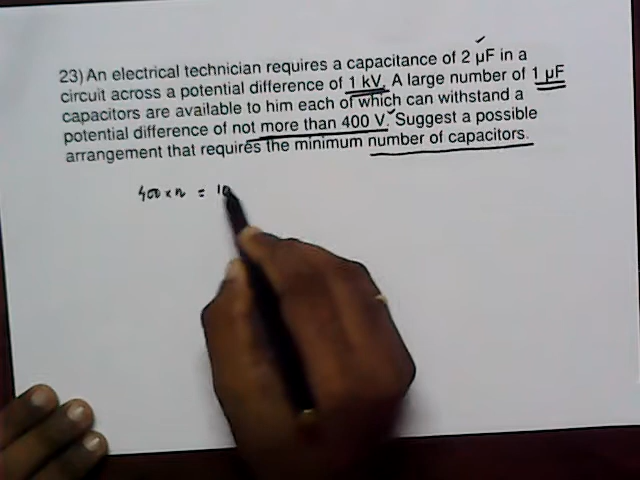 23) An electrical technician requires a capacitance of 2 µF in a
circuit across a potential difference of 1 kV. A large number of 1 µF
capacitors are available to him each of which can withstand a
potential difference of not more than 400 V. Suggest a possible
arrangement that requires the minimum number of capacitors.
400 × n = 10